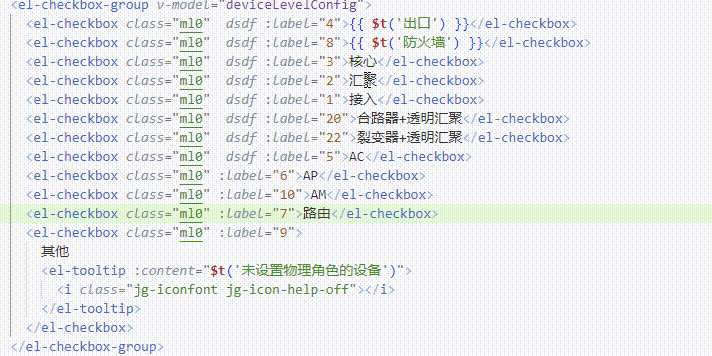 <el-checkbox-group v-model="deviceLevelConfig">
<el-checkbox class="ml0" dsdf :label="4">{{ $t('出口') }}</el-checkbox>
<el-checkbox class="ml0" dsdf :label="8">{{ $t('防火墙') }}</el-checkbox>
<el-checkbox class="ml0" dsdf :label="3">核心</el-checkbox>
<el-checkbox class="ml0" dsdf :label="2">汇聚</el-checkbox>
<el-checkbox class="ml0" dsdf :label="1">接入</el-checkbox>
<el-checkbox class="ml0" dsdf :label="20">合路器+透明汇聚</el-checkbox>
<el-checkbox class="ml0" dsdf :label="22">裂变器+透明汇聚</el-checkbox>
<el-checkbox class="ml0" dsdf :label="5">AC</el-checkbox>
<el-checkbox class="ml0" :label="6">AP</el-checkbox>
<el-checkbox class="ml0" :label="10">AM</el-checkbox>
<el-checkbox class="ml0" :label="7">路由</el-checkbox>
<el-checkbox class="ml0" :label="9">
其他
<el-tooltip :content="$t('未设置物理角色的设备')">
<i class="jg-iconfont jg-icon-help-off"></i>
</el-tooltip>
</el-checkbox>
</el-checkbox-group>